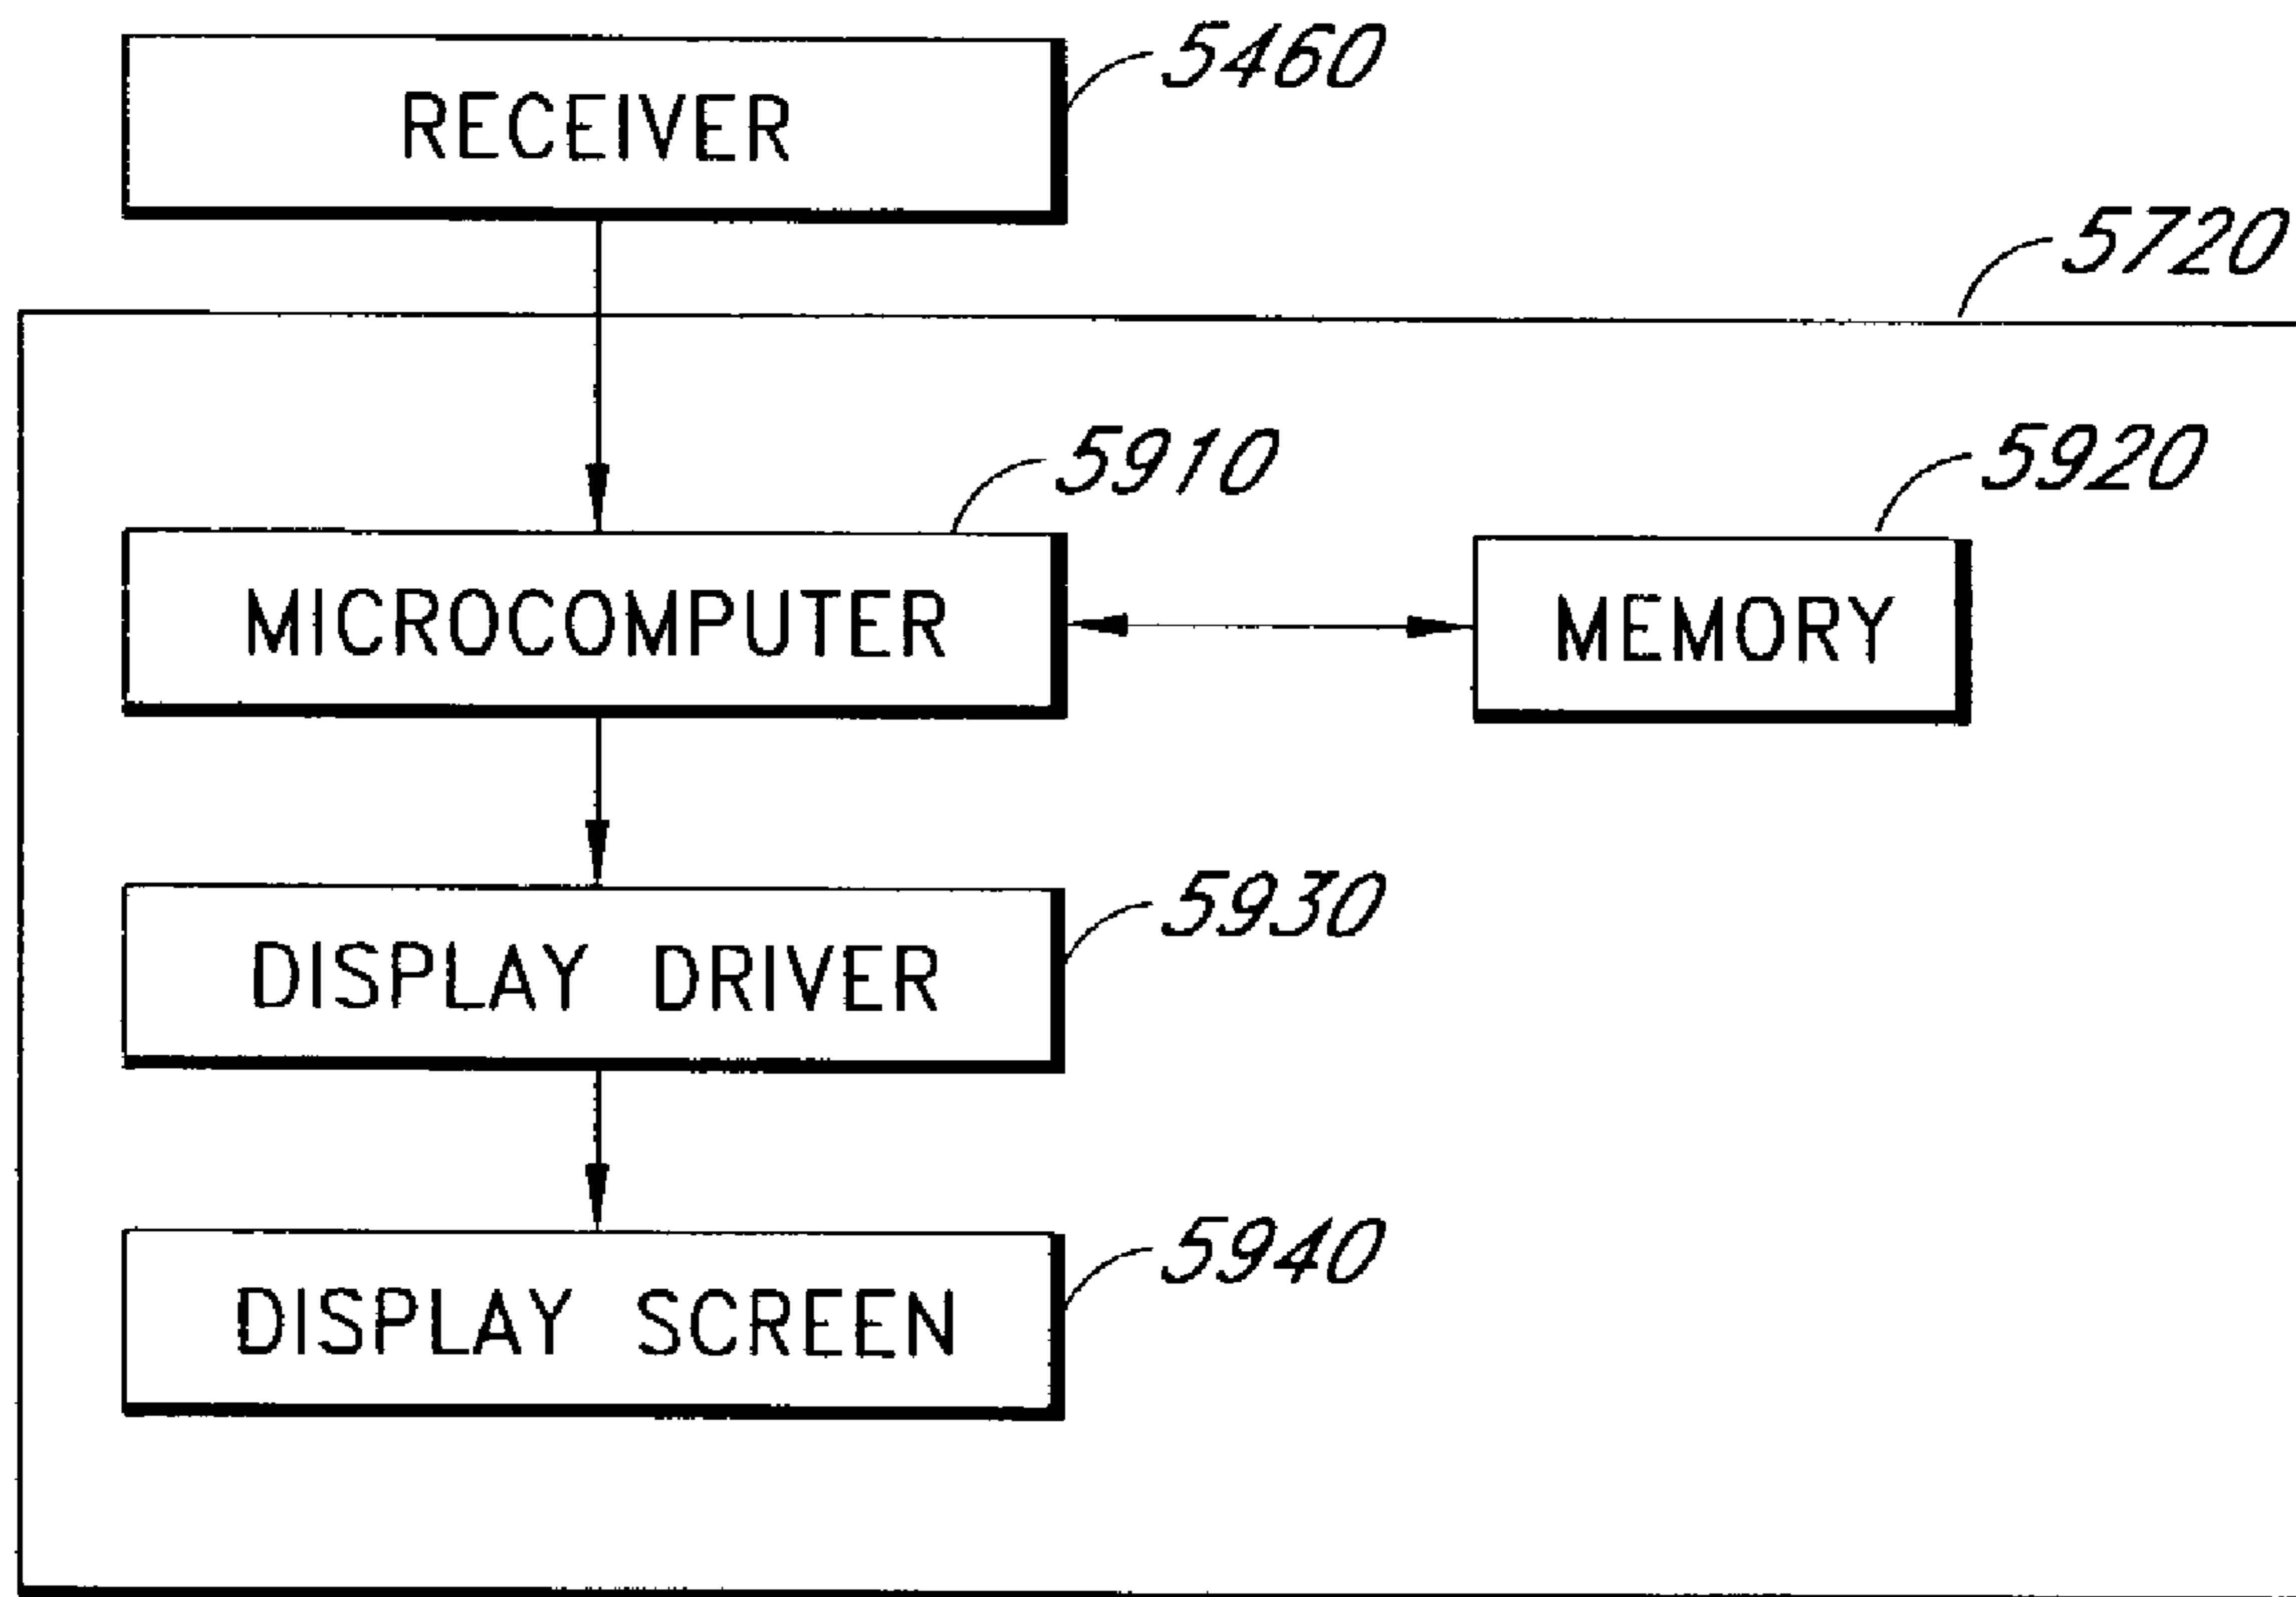 5460
RECEIVER
5720
5910
5920
MICROCOMPUTER
MEMORY
5930
DISPLAY DRIVER
5940
DISPLAY SCREEN